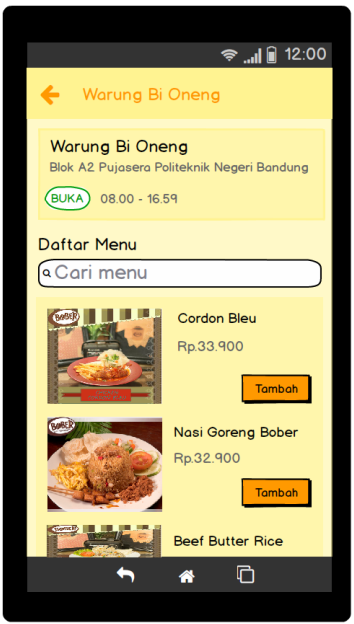 12:00
Warung Bi Oneng
Warung Bi Oneng
Blok A2 Pujasera Politeknik Negeri Bandung
BUKA 08.00 - 16.59
Daftar Menu
Cari menu
BOBER
Cordon Bleu
Rp.33.900
Tambah
BOBER
Nasi Goreng Bober
Rp.32.900
Tambah
Beef Butter Rice